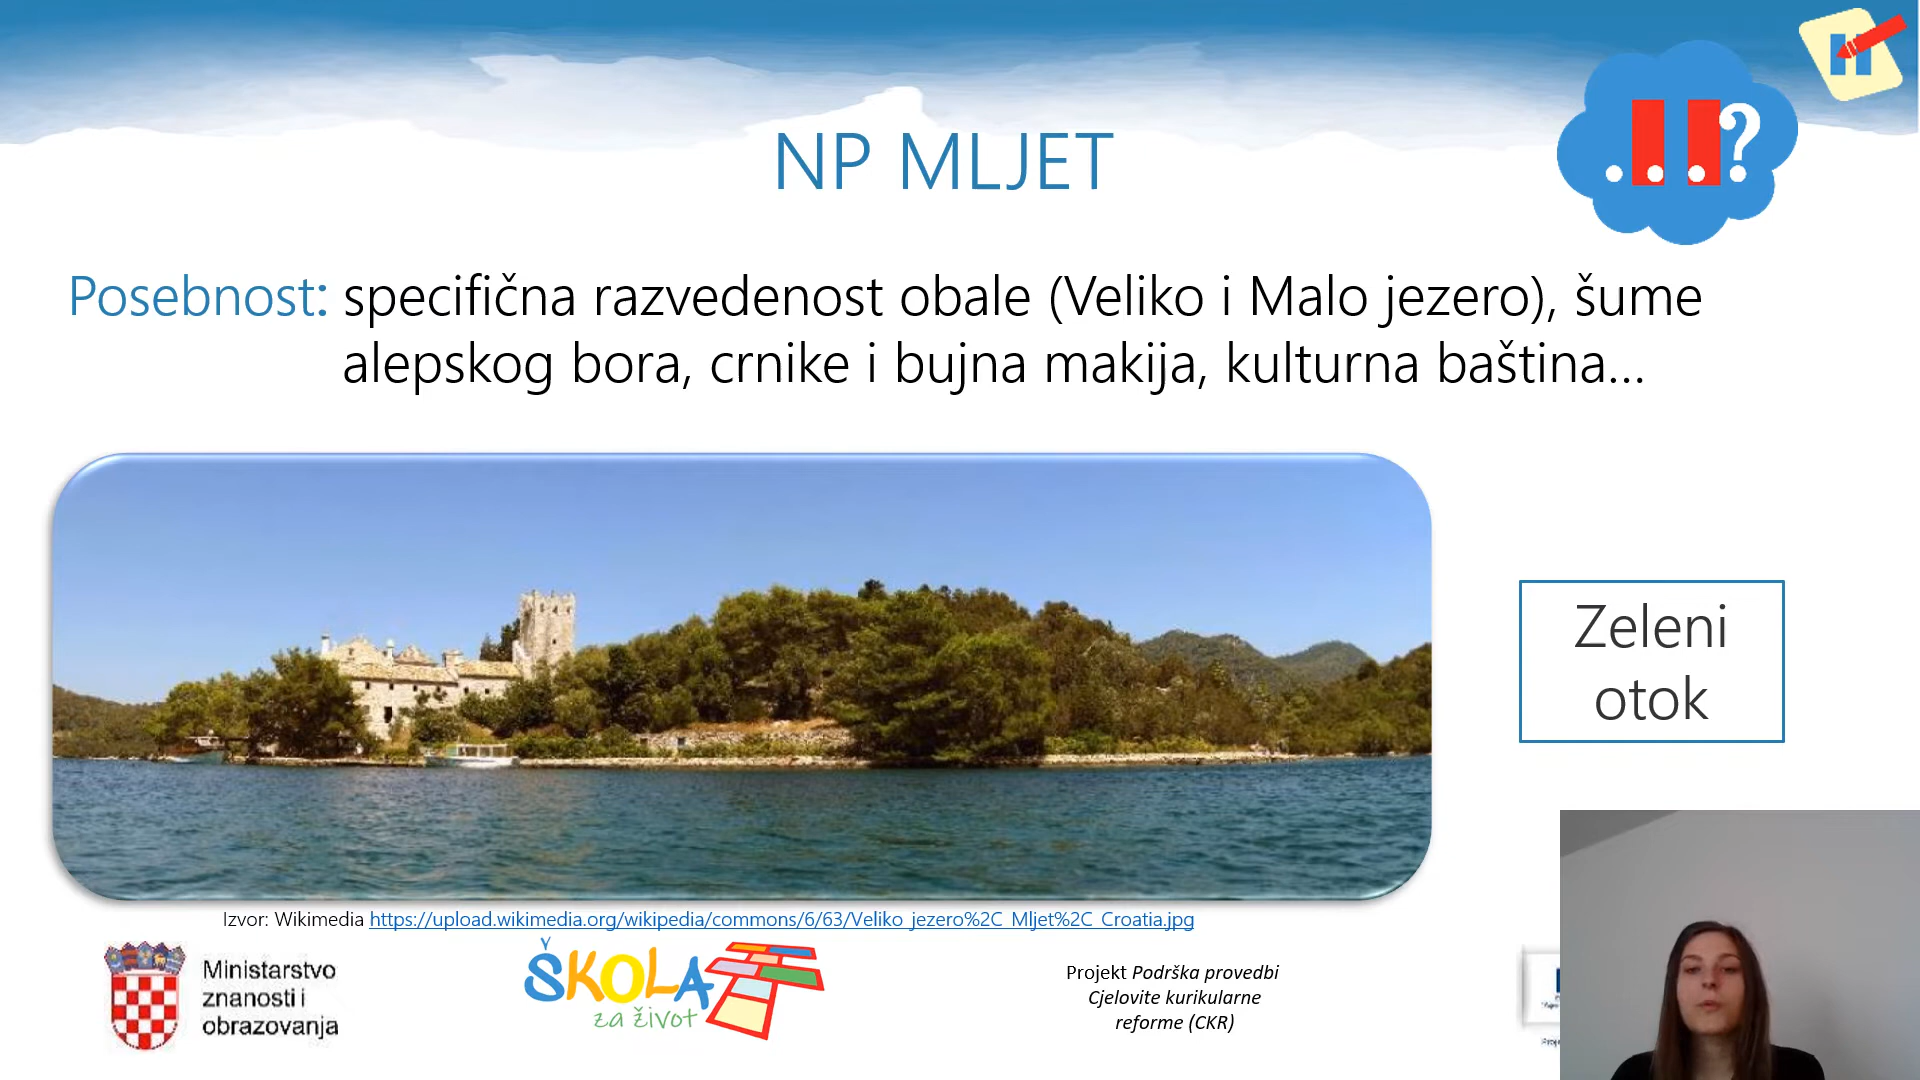 NP MLJET
...?
Posebnost: specifična razvedenost obale (Veliko i Malo jezero), šume
alepskog bora, crnike i bujna makija, kulturna baština...
Zeleni
otok
Izvor: Wikimedia https://upload.wikimedia.org/wikipedia/commons/6/63/Veliko_jezero%2C_Mljet%2C_Croatia.jpg
Ministarstvo
znanosti i
obrazovanja
ŠKOLA
za život
Projekt Podrška provedbi
Cjelovite kurikularne
reforme (CKR)